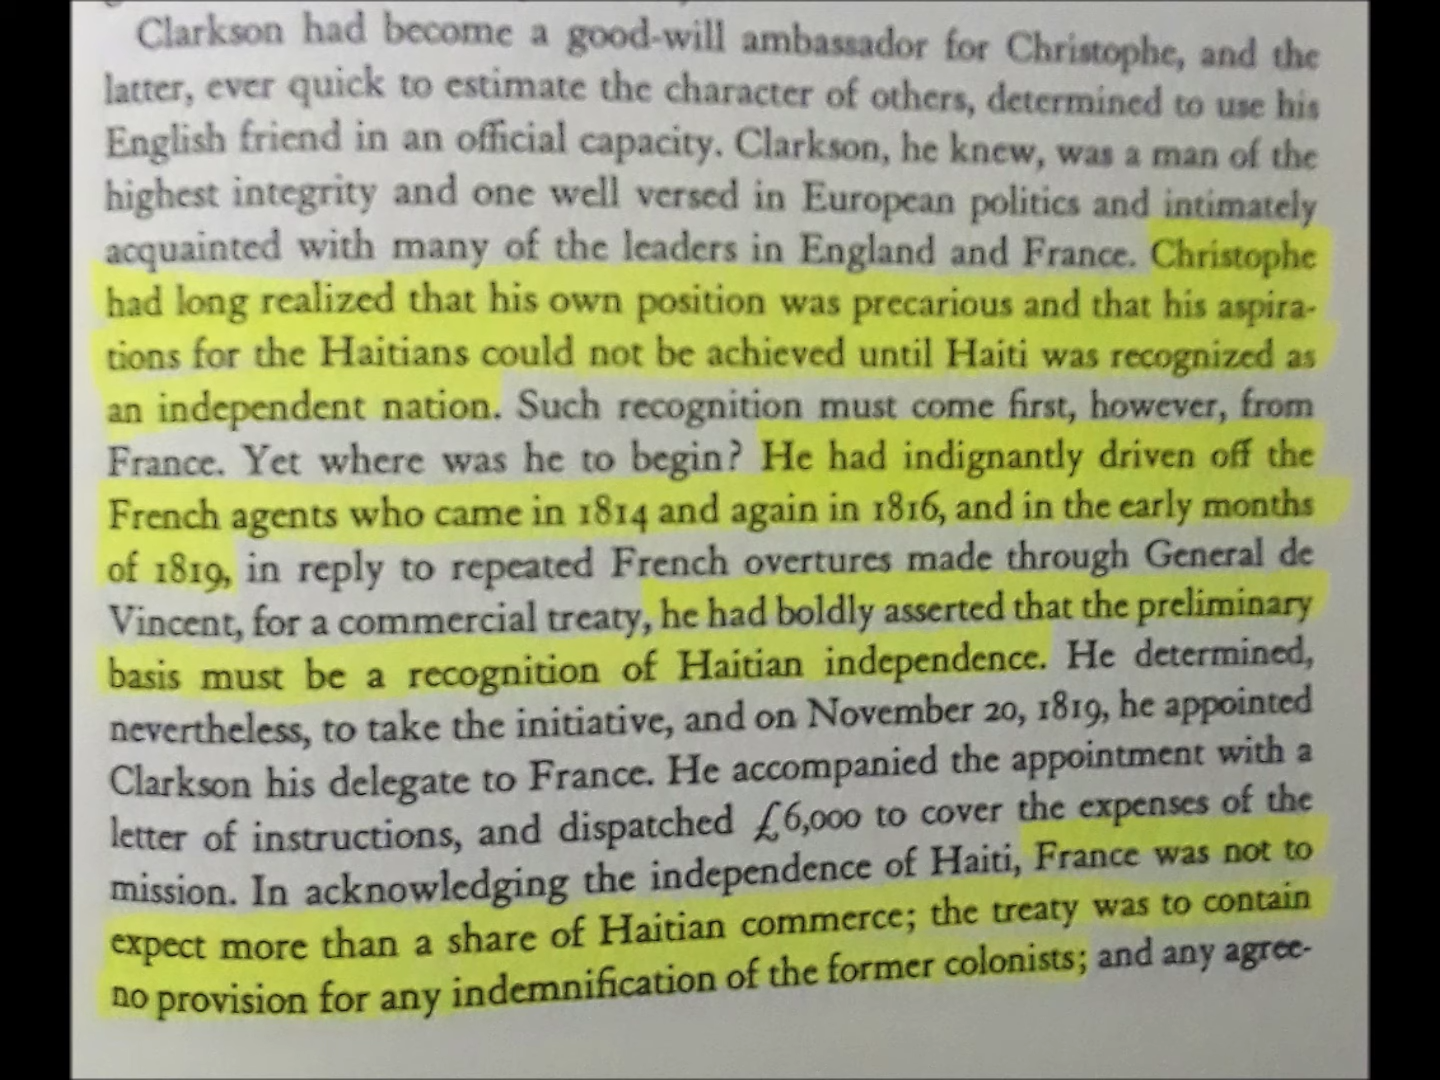 Clarkson had become a good-will ambassador for Christophe, and the
latter, ever quick to estimate the character of others, determined to use his
English friend in an official capacity. Clarkson, he knew, was a man of the
highest integrity and one well versed in European politics and intimately
acquainted with many of the leaders in England and France. Christophe
had long realized that his own position was precarious and that his aspira-
tions for the Haitians could not be achieved until Haiti was recognized as
an independent nation. Such recognition must come first, however, from
France. Yet where was he to begin? He had indignantly driven off the
French agents who came in 1814 and again in 1816, and in the early months
of 1819, in reply to repeated French overtures made through General de
Vincent, for a commercial treaty, he had boldly asserted that the preliminary
basis must be a recognition of Haitian independence. He determined,
nevertheless, to take the initiative, and on November 20, 1819, he appointed
Clarkson his delegate to France. He accompanied the appointment with a
letter of instructions, and dispatched £6,000 to cover the expenses of the
mission. In acknowledging the independence of Haiti, France was not to
expect more than a share of Haitian commerce; the treaty was to contain
no provision for any indemnification of the former colonists; and any agree-